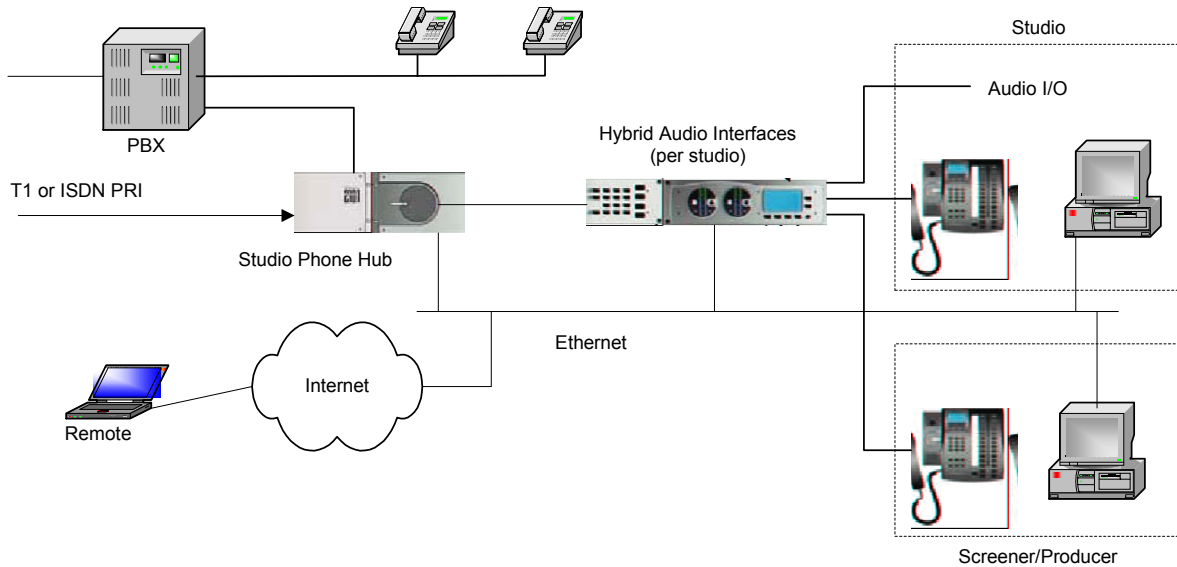 Studio
Audio I/O
PBX
Hybrid Audio Interfaces
(per studio)
T1 or ISDN PRI
Studio Phone Hub
Ethernet
Internet
Remote
Screener/Producer